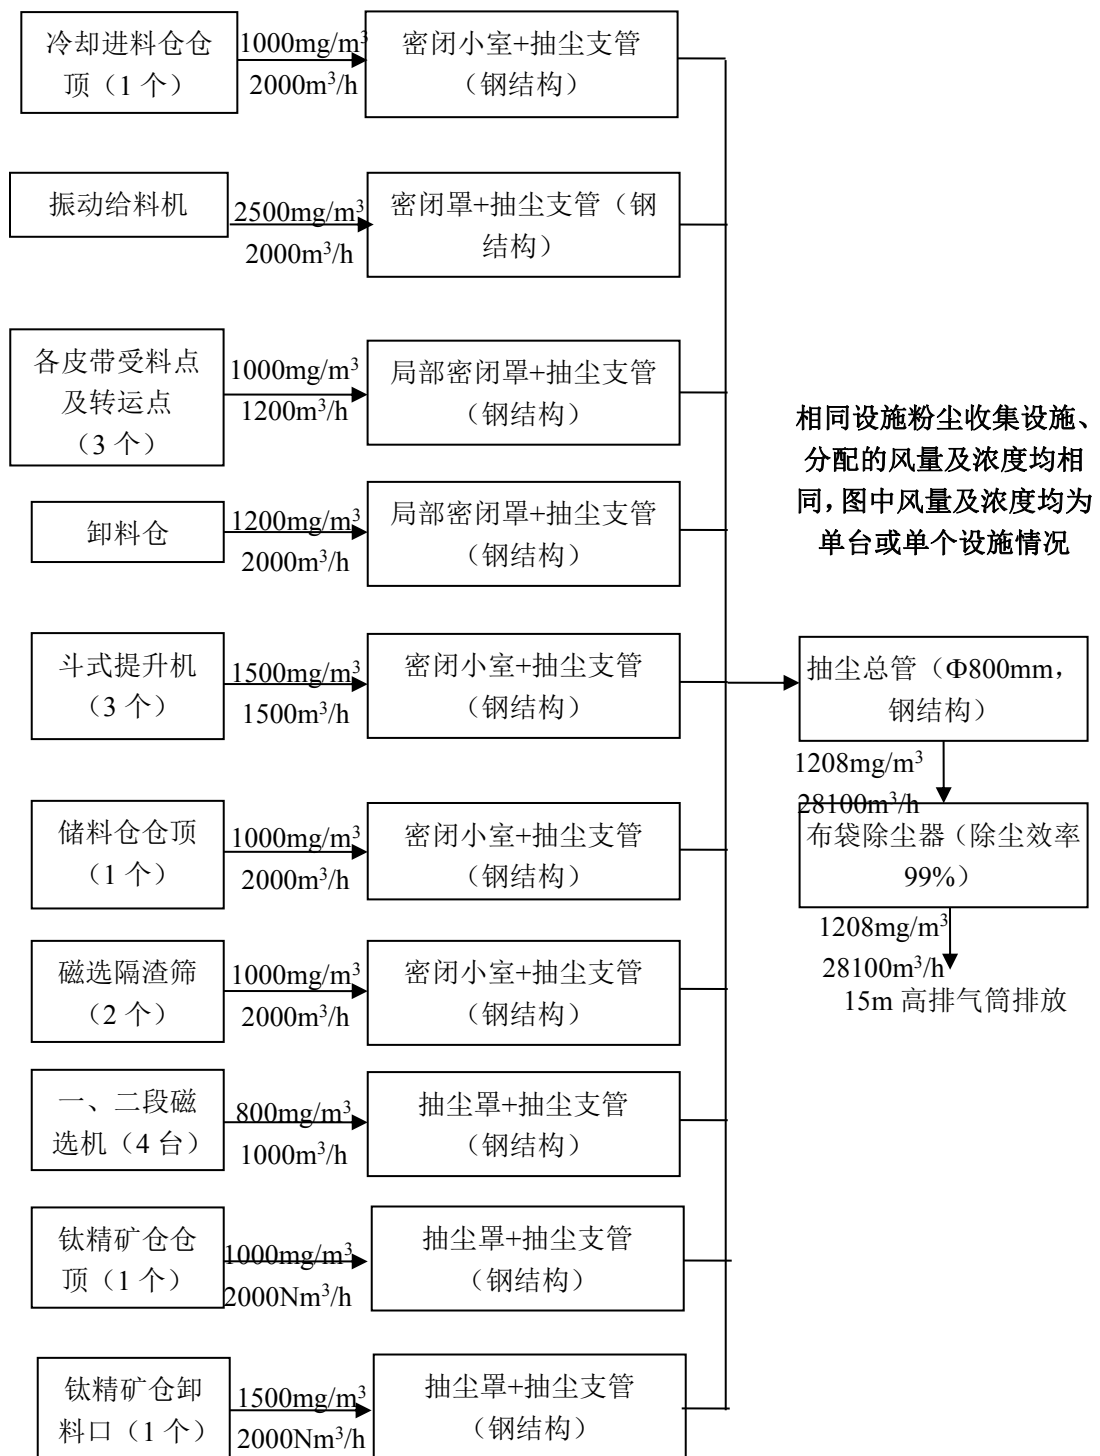 冷却进料仓仓
顶（1 个）
1000mg/m³
2000m³/h
密闭小室+抽尘支管
（钢结构）
振动给料机
2500mg/m³
2000m³/h
密闭罩+抽尘支管（钢
结构）
各皮带受料点
及转运点
（3 个）
1000mg/m³
1200m³/h
局部密闭罩+抽尘支管
（钢结构）
相同设施粉尘收集设施、
分配的风量及浓度均相
同，图中风量及浓度均为
单台或单个设施情况
卸料仓
1200mg/m³
2000m³/h
局部密闭罩+抽尘支管
（钢结构）
斗式提升机
（3 个）
1500mg/m³
1500m³/h
密闭小室+抽尘支管
（钢结构）
抽尘总管（Φ800mm，
钢结构）
1208mg/m³
28100m³/h
布袋除尘器（除尘效率
99%）
1208mg/m³
28100m³/h
15m 高排气筒排放
储料仓仓顶
（1 个）
1000mg/m³
2000m³/h
密闭小室+抽尘支管
（钢结构）
磁选隔渣筛
（2 个）
1000mg/m³
2000m³/h
密闭小室+抽尘支管
（钢结构）
一、二段磁
选机（4 台）
800mg/m³
1000m³/h
抽尘罩+抽尘支管
（钢结构）
钛精矿仓仓
顶（1 个）
1000mg/m³
2000Nm³/h
抽尘罩+抽尘支管
（钢结构）
钛精矿仓卸
料口（1 个）
1500mg/m³
2000Nm³/h
抽尘罩+抽尘支管
（钢结构）